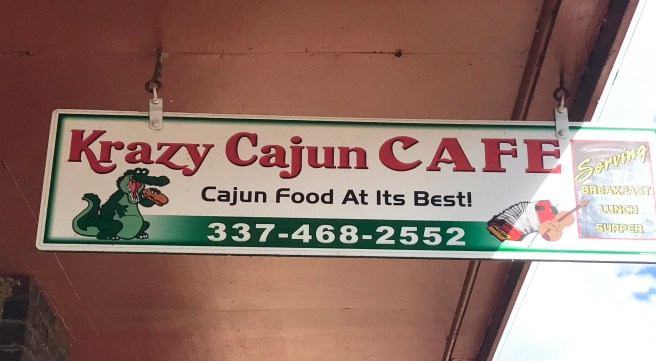 Krazy Cajun CAFE
Cajun Food At Its Best!
337-468-2552
Serving
BREAKFAST
LUNCH
SUPPER